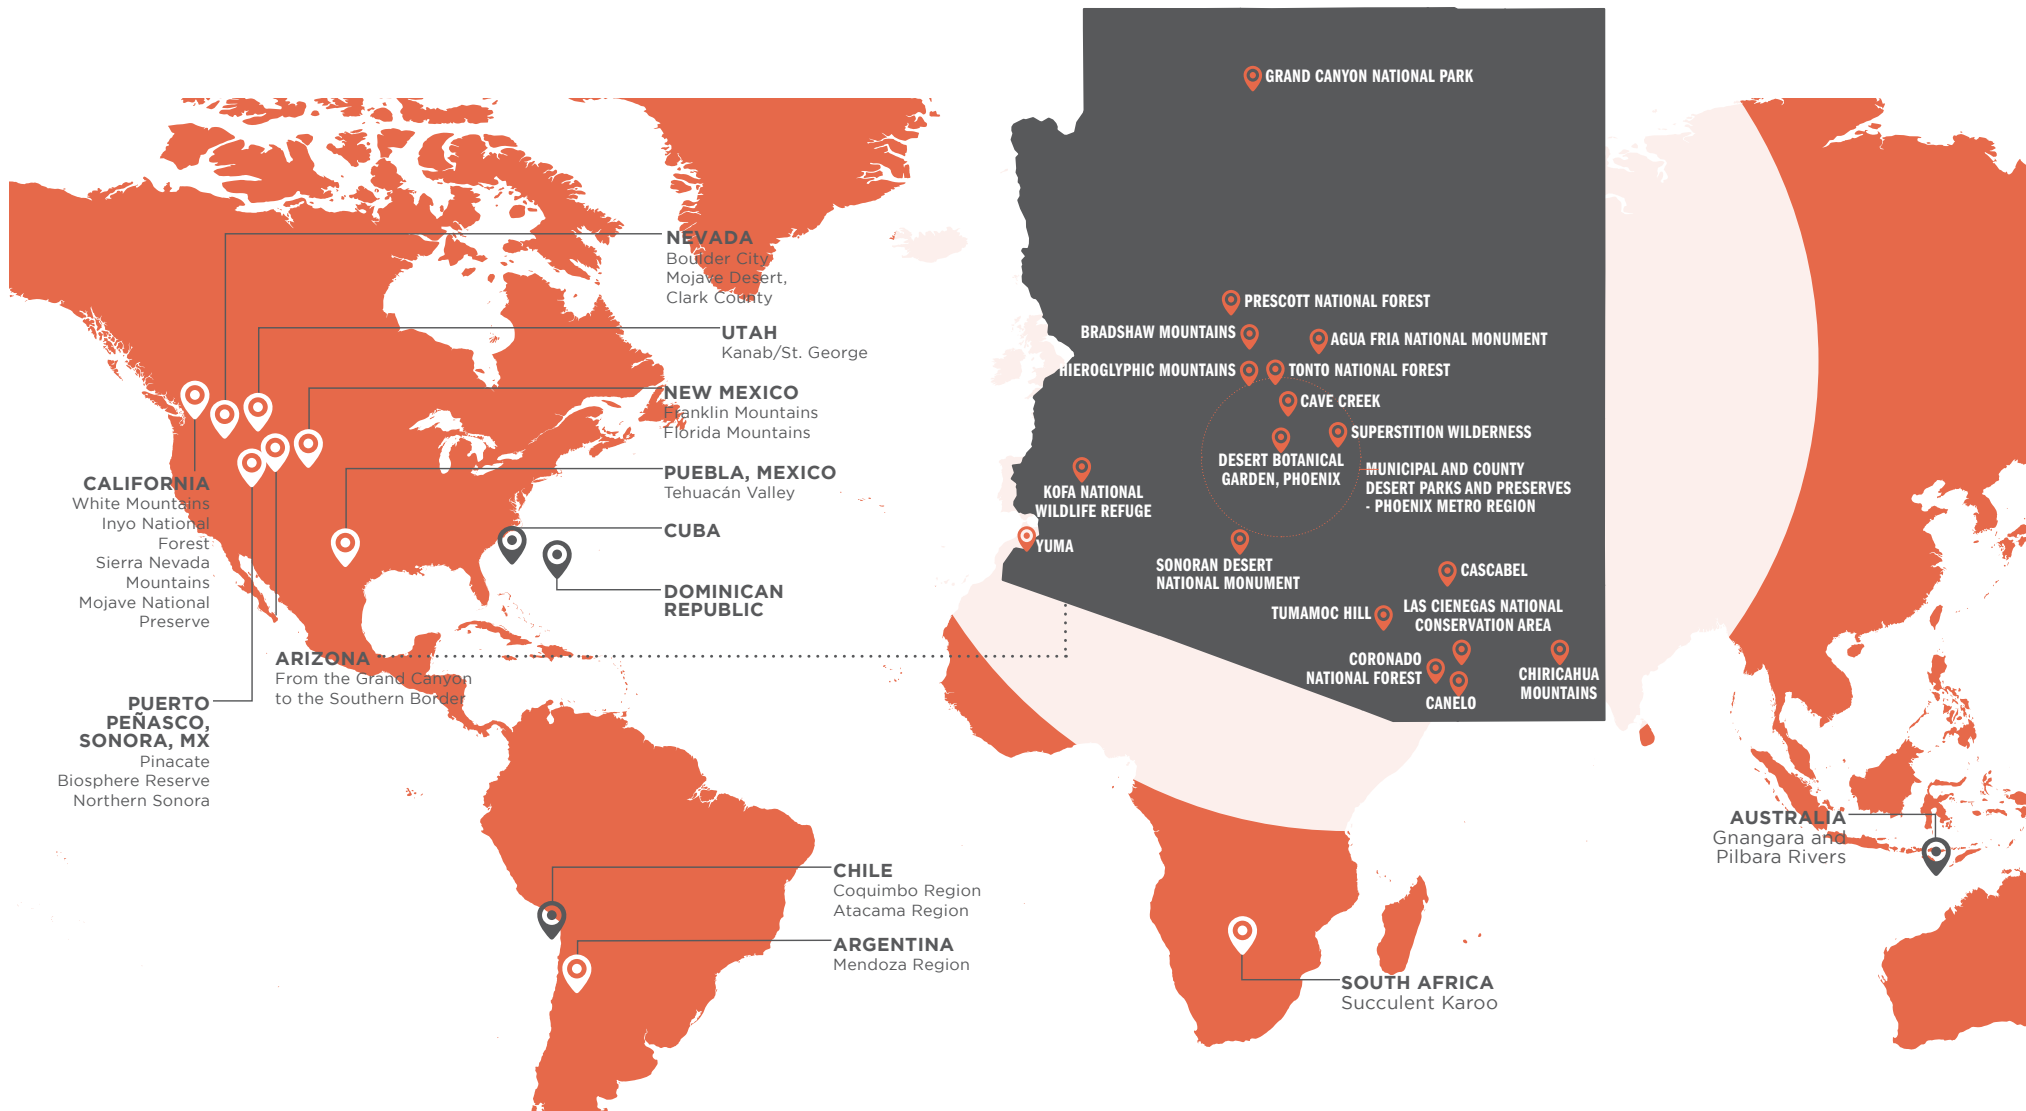 NEVADA
Boulder City
Mojave Desert,
Clark County
UTAH
Kanab/St. George
NEW MEXICO
Franklin Mountains
Florida Mountains
PUEBLA, MEXICO
Tehuacán Valley
CUBA
DOMINICAN
REPUBLIC
CALIFORNIA
White Mountains
Inyo National
Forest
Sierra Nevada
Mountains
Mojave National
Preserve
ARIZONA
From the Grand Canyon
to the Southern Border
PUERTO
PEÑASCO,
SONORA, MX
Pinacate
Biosphere Reserve
Northern Sonora
CHILE
Coquimbo Region
Atacama Region
ARGENTINA
Mendoza Region
GRAND CANYON NATIONAL PARK
PRESCOTT NATIONAL FOREST
BRADSHAW MOUNTAINS
AGUA FRIA NATIONAL MONUMENT
HIEROGLYPHIC MOUNTAINS
TONTO NATIONAL FOREST
CAVE CREEK
SUPERSTITION WILDERNESS
DESERT BOTANICAL
GARDEN, PHOENIX
MUNICIPAL AND COUNTY
DESERT PARKS AND PRESERVES
- PHOENIX METRO REGION
KOFA NATIONAL
WILDLIFE REFUGE
YUMA
SONORAN DESERT
NATIONAL MONUMENT
CASCABEL
TUMAMOC HILL
LAS CIENEGAS NATIONAL
CONSERVATION AREA
CORONADO
NATIONAL FOREST
CANELO
CHIRICAHUA
MOUNTAINS
SOUTH AFRICA
Succulent Karoo
AUSTRALIA
Gnangara and
Pilbara Rivers